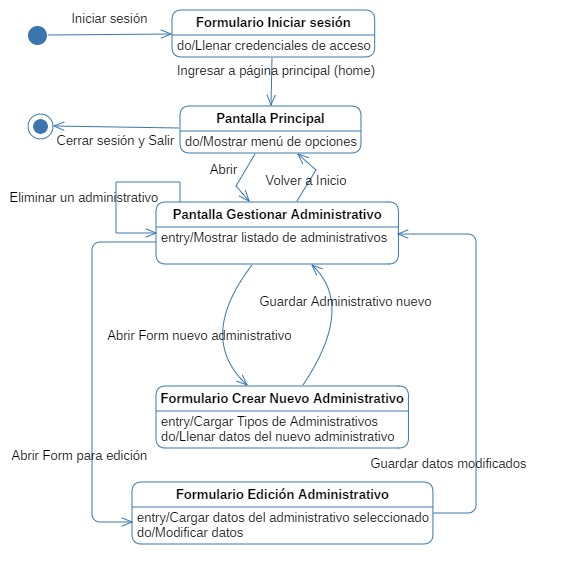 Iniciar sesión
Formulario Iniciar sesión
do/Llenar credenciales de acceso
Ingresar a página principal (home)
Pantalla Principal
do/Mostrar menú de opciones
Cerrar sesión y Salir
Abrir
Volver a Inicio
Eliminar un administrativo
Pantalla Gestionar Administrativo
entry/Mostrar listado de administrativos
Guardar Administrativo nuevo
Abrir Form nuevo administrativo
Formulario Crear Nuevo Administrativo
entry/Cargar Tipos de Administrativos
do/Llenar datos del nuevo administrativo
Abrir Form para edición
Guardar datos modificados
Formulario Edición Administrativo
entry/Cargar datos del administrativo seleccionado
do/Modificar datos